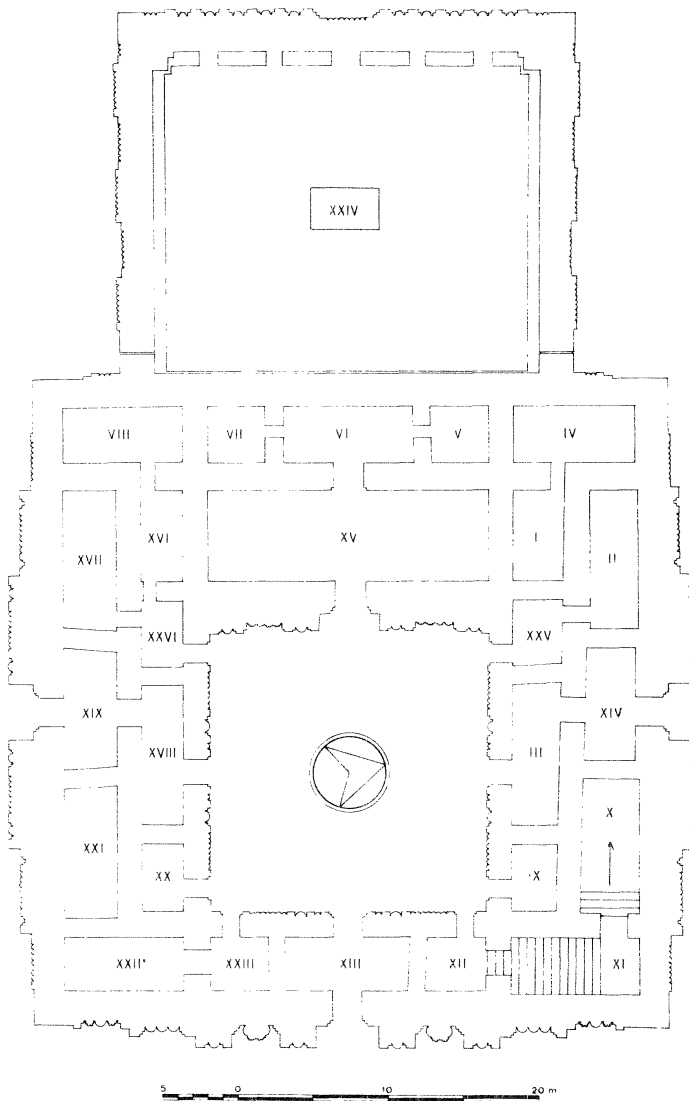 XXIV
VIII VII VI V IV
XVII XVI XV I II
XXVI XXV
XIX XVIII III XIV
XXI XX X X
XXII* XXIII XIII XII XI
5 0 10 20 m